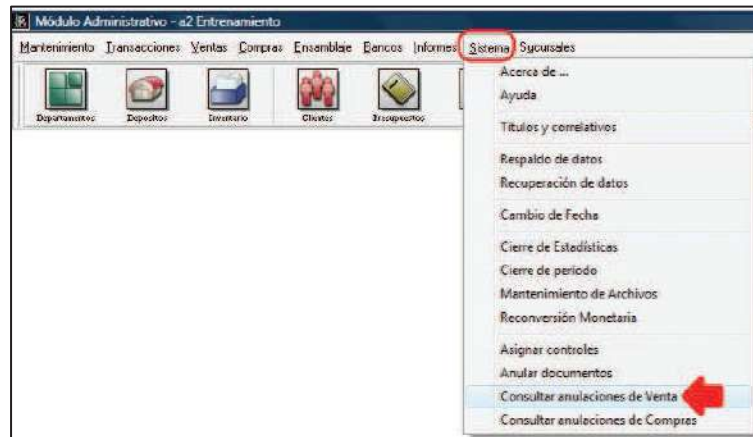 Módulo Administrativo - a2 Entrenamiento
Mantenimiento Transacciones Ventas Compras Ensamblaje Bancos Informes Sistema Sucursales
Departamentos Depositos Inventario Clientes Presupuestos
Acerca de ...
Ayuda
Titulos y correlativos
Respaldo de datos
Recuperación de datos
Cambio de Fecha
Cierre de Estadísticas
Cierre de periodo
Mantenimiento de Archivos
Reconversión Monetaria
Asignar controles
Anular documentos
Consultar anulaciones de Venta
Consultar anulaciones de Compras